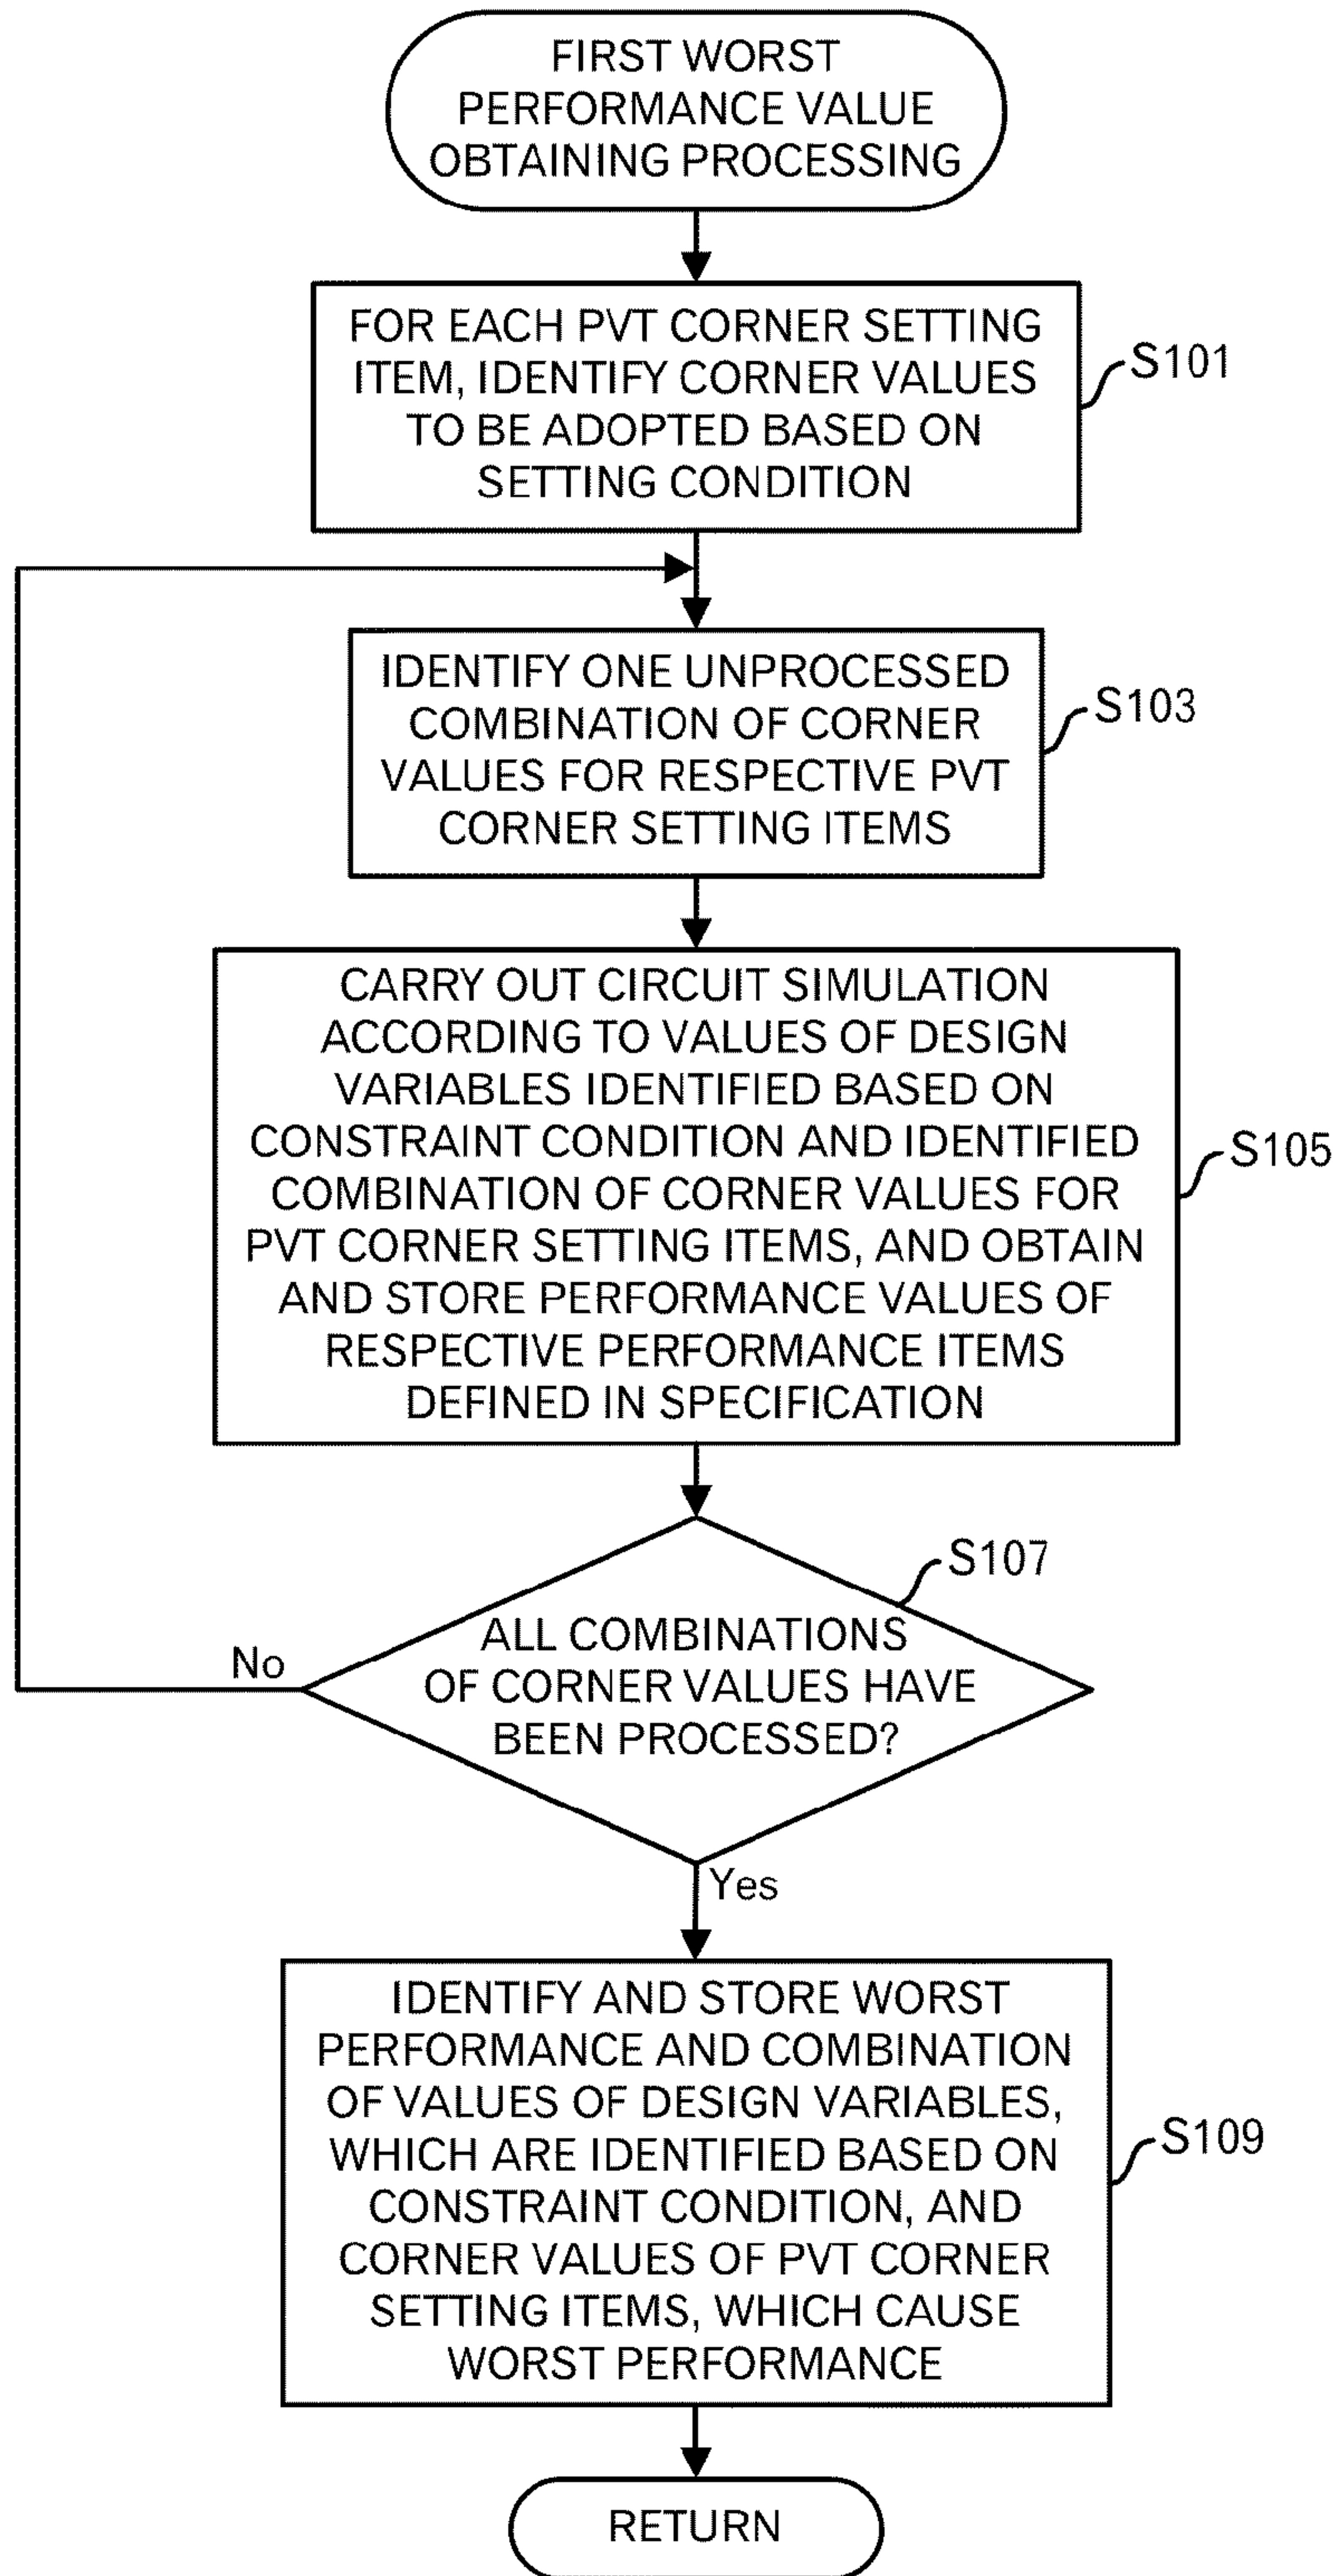 FIRST WORST
PERFORMANCE VALUE
OBTAINING PROCESSING
FOR EACH PVT CORNER SETTING
ITEM, IDENTIFY CORNER VALUES
TO BE ADOPTED BASED ON
SETTING CONDITION
S101
IDENTIFY ONE UNPROCESSED
COMBINATION OF CORNER
VALUES FOR RESPECTIVE PVT
CORNER SETTING ITEMS
S103
CARRY OUT CIRCUIT SIMULATION
ACCORDING TO VALUES OF DESIGN
VARIABLES IDENTIFIED BASED ON
CONSTRAINT CONDITION AND IDENTIFIED
COMBINATION OF CORNER VALUES FOR
PVT CORNER SETTING ITEMS, AND OBTAIN
AND STORE PERFORMANCE VALUES OF
RESPECTIVE PERFORMANCE ITEMS
DEFINED IN SPECIFICATION
S105
S107
ALL COMBINATIONS
OF CORNER VALUES HAVE
BEEN PROCESSED?
No
Yes
IDENTIFY AND STORE WORST
PERFORMANCE AND COMBINATION
OF VALUES OF DESIGN VARIABLES,
WHICH ARE IDENTIFIED BASED ON
CONSTRAINT CONDITION, AND
CORNER VALUES OF PVT CORNER
SETTING ITEMS, WHICH CAUSE
WORST PERFORMANCE
S109
RETURN